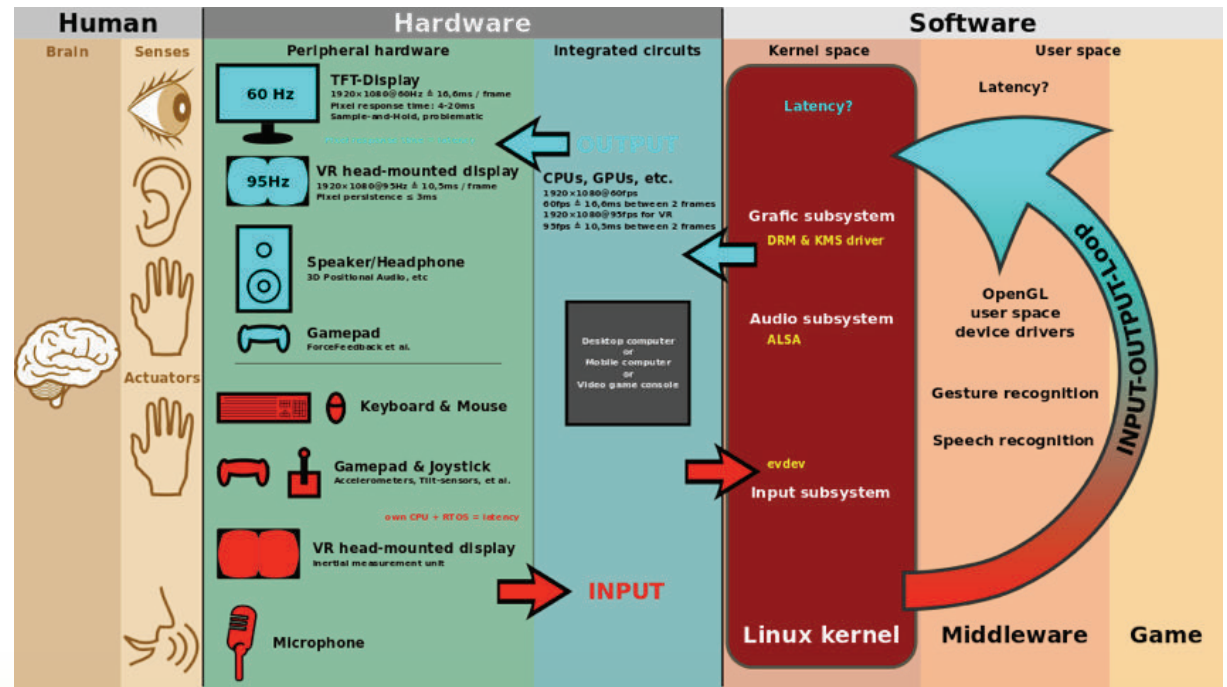 Human
Hardware
Software
Brain
Senses
Peripheral hardware
Integrated circuits
Kernel space
User space
60 Hz
TFT-Display
1920×1080@60Hz ≙ 16,6ms / frame
Pixel response time: 4-20ms
Sample-and-Hold, problematic
OUTPUT
95Hz
VR head-mounted display
1920×1080@95Hz ≙ 10,5ms / frame
Pixel persistence ≤ 3ms
CPUs, GPUs, etc.
1920×1080@60fps
60fps ≙ 16,6ms between 2 frames
1920×1080@95fps for VR
95fps ≙ 10,5ms between 2 frames
Speaker/Headphone
3D Positional Audio, etc
Gamepad
ForceFeedback et al.
Desktop computer
or
Mobile computer
or
Video game console
Actuators
Keyboard & Mouse
Gamepad & Joystick
Accelerometers, Tilt-sensors, et al.
own CPU + RTOS = latency
VR head-mounted display
Inertial measurement unit
INPUT
Microphone
Latency?
Grafic subsystem
DRM & KMS driver
Audio subsystem
ALSA
evdev
Input subsystem
Linux kernel
Latency?
OpenGL
user space
device drivers
Gesture recognition
Speech recognition
INPUT-OUTPUT-LOOP
Middleware
Game